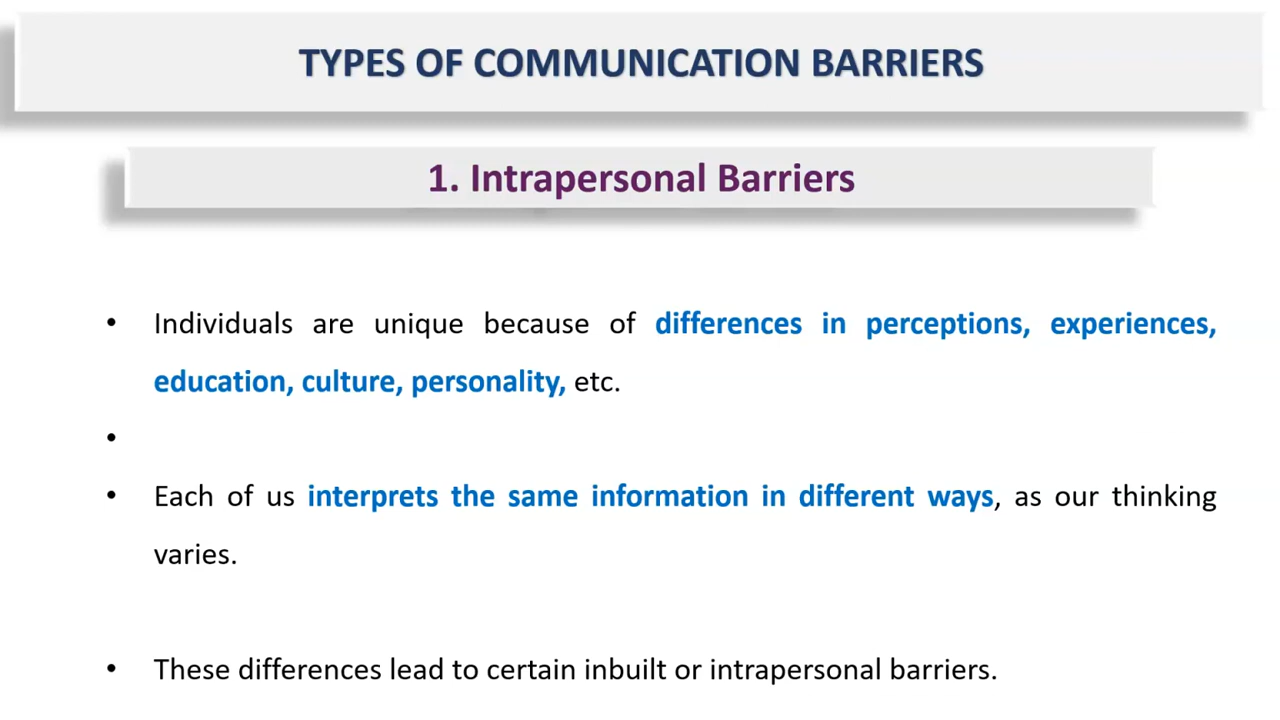 TYPES OF COMMUNICATION BARRIERS
1. Intrapersonal Barriers
• Individuals are unique because of differences in perceptions, experiences,
education, culture, personality, etc.
•
• Each of us interprets the same information in different ways, as our thinking
varies.
• These differences lead to certain inbuilt or intrapersonal barriers.